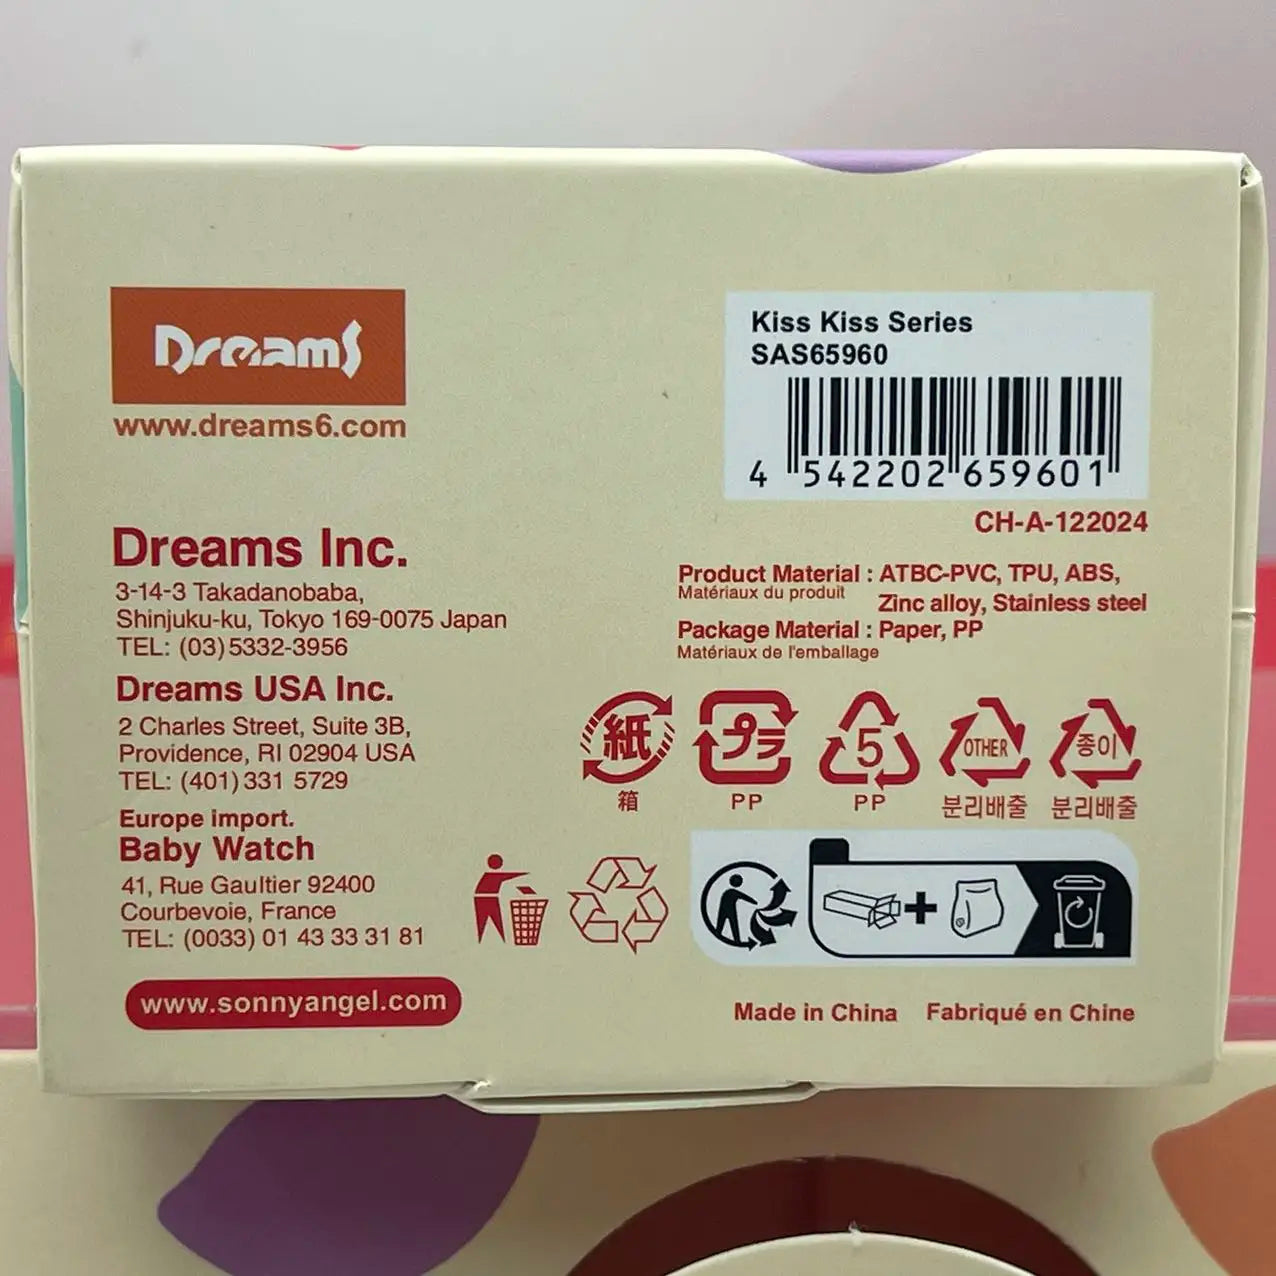 Dreams
www.dreams6.com
Dreams Inc.
3-14-3 Takadanobaba,
Shinjuku-ku, Tokyo 169-0075 Japan
TEL: (03)5332-3956
Dreams USA Inc.
2 Charles Street, Suite 3B,
Providence, RI 02904 USA
TEL: (401) 331 5729
Europe import.
Baby Watch
41, Rue Gaultier 92400
Courbevoie, France
TEL: (0033) 01 43 33 31 81
www.sonnyangel.com
Kiss Kiss Series
SAS65960
4 542202 659601
CH-A-122024
Product Material : ATBC-PVC, TPU, ABS,
Matériaux du produit
Zinc alloy, Stainless steel
Package Material : Paper, PP
Matériaux de l'emballage
紙 プラ 5 OTHER 종이
箱 PP PP 분리배출 분리배출
Made in China Fabriqué en Chine